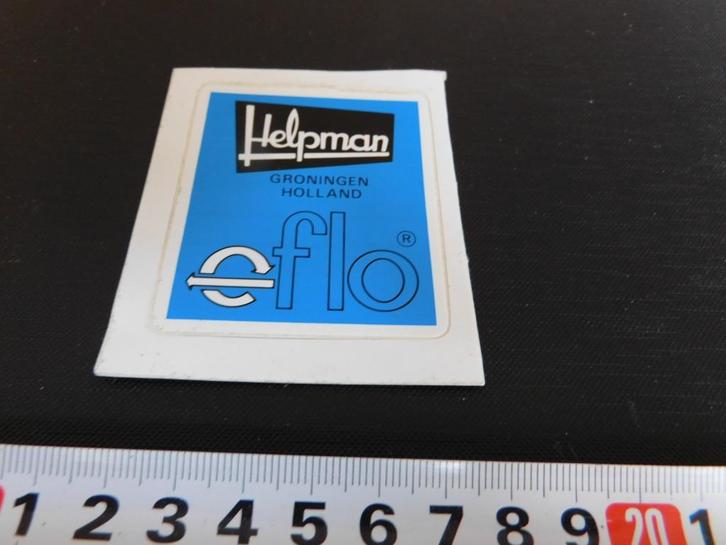 Helpman
GRONINGEN
HOLLAND
eflo®
1 2 3 4 5 6 7 8 9 20 1